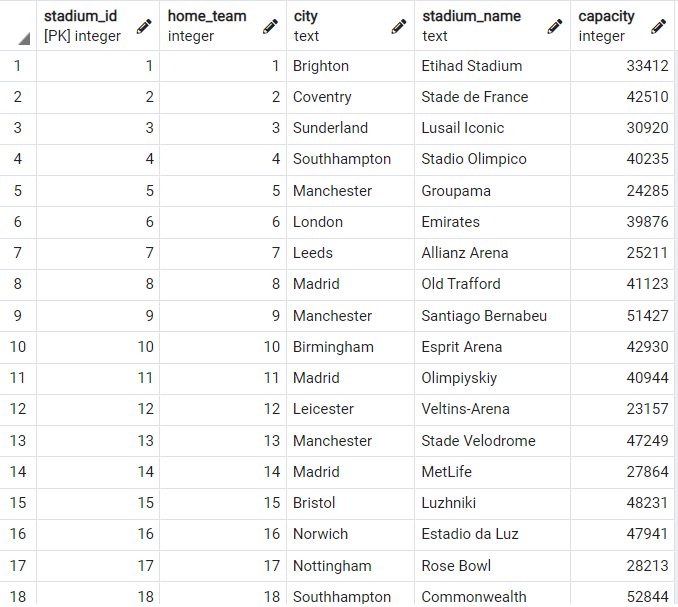 stadium_id home_team city stadium_name capacity
[PK] integer integer text text integer
1 1 1 Brighton Etihad Stadium 33412
2 2 2 Coventry Stade de France 42510
3 3 3 Sunderland Lusail Iconic 30920
4 4 4 Southhampton Stadio Olimpico 40235
5 5 5 Manchester Groupama 24285
6 6 6 London Emirates 39876
7 7 7 Leeds Allianz Arena 25211
8 8 8 Madrid Old Trafford 41123
9 9 9 Manchester Santiago Bernabeu 51427
10 10 10 Birmingham Esprit Arena 42930
11 11 11 Madrid Olimpiyskiy 40944
12 12 12 Leicester Veltins-Arena 23157
13 13 13 Manchester Stade Velodrome 47249
14 14 14 Madrid MetLife 27864
15 15 15 Bristol Luzhniki 48231
16 16 16 Norwich Estadio da Luz 47941
17 17 17 Nottingham Rose Bowl 28213
18 18 18 Southhampton Commonwealth 52844